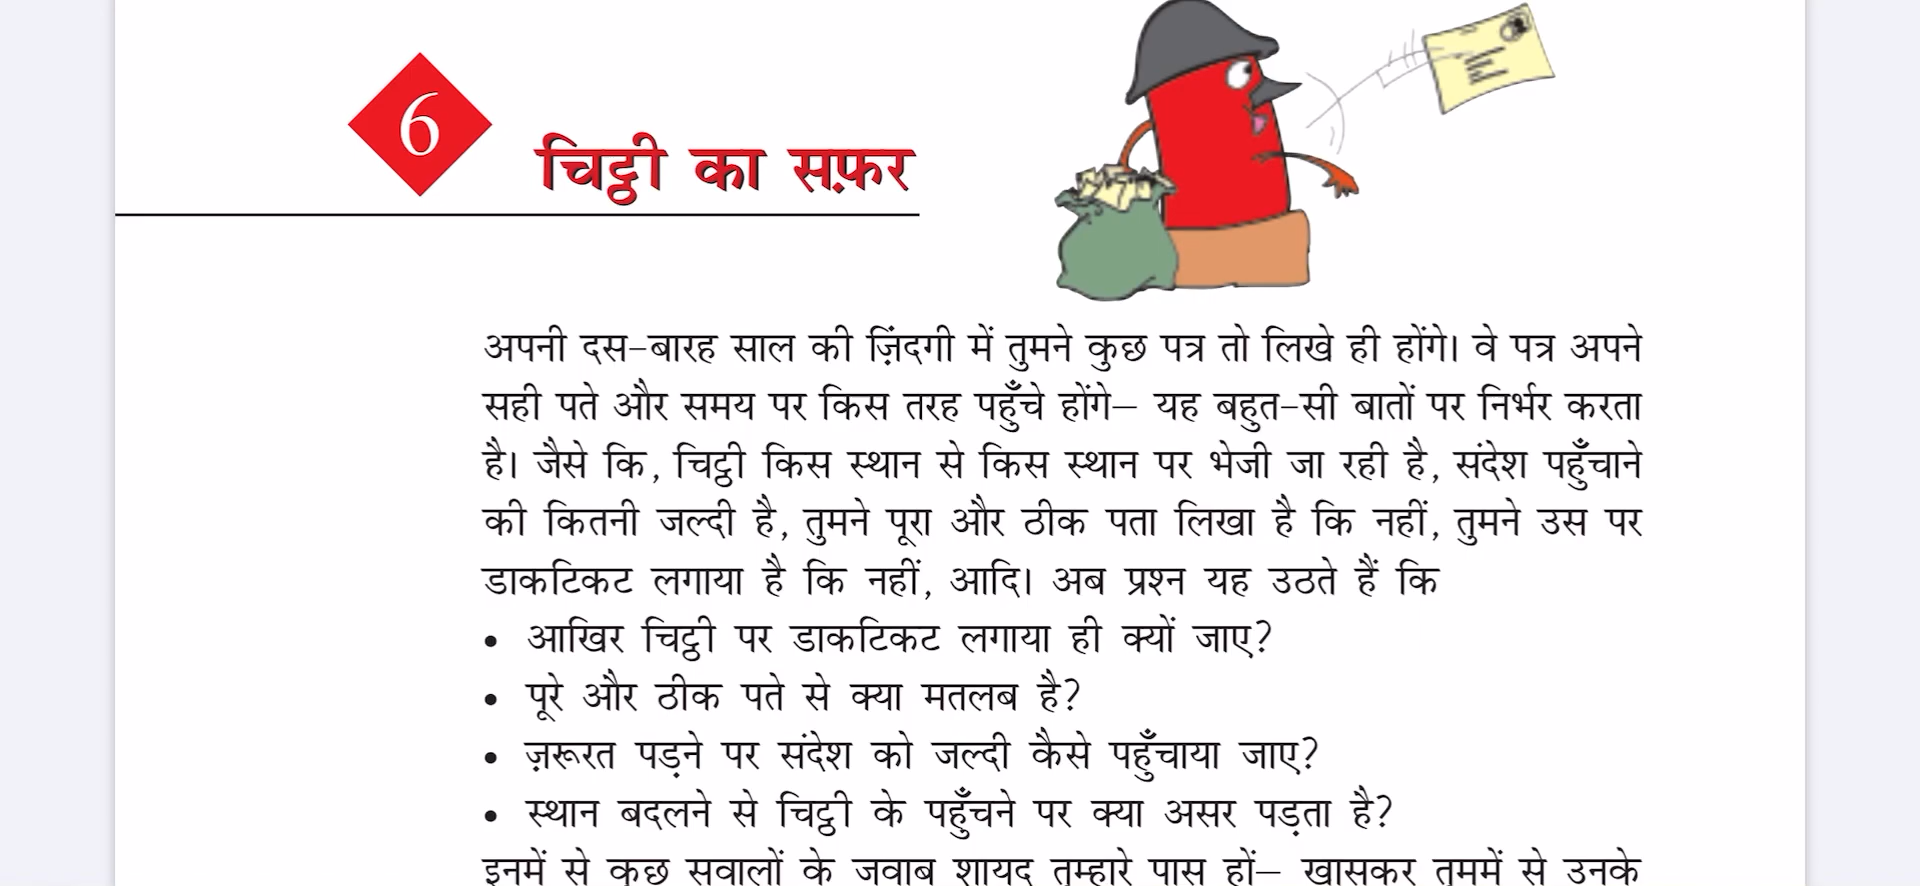 6
चिट्ठी का सफ़र
अपनी दस–बारह साल की ज़िंदगी में तुमने कुछ पत्र तो लिखे ही होंगे। वे पत्र अपने
सही पते और समय पर किस तरह पहुँचे होंगे– यह बहुत–सी बातों पर निर्भर करता
है। जैसे कि, चिट्ठी किस स्थान से किस स्थान पर भेजी जा रही है, संदेश पहुँचाने
की कितनी जल्दी है, तुमने पूरा और ठीक पता लिखा है कि नहीं, तुमने उस पर
डाकटिकट लगाया है कि नहीं, आदि। अब प्रश्न यह उठते हैं कि
• आखिर चिट्ठी पर डाकटिकट लगाया ही क्यों जाए?
• पूरे और ठीक पते से क्या मतलब है?
• ज़रूरत पड़ने पर संदेश को जल्दी कैसे पहुँचाया जाए?
• स्थान बदलने से चिट्ठी के पहुँचने पर क्या असर पड़ता है?
इनमें से कुछ सवालों के जवाब शायद तुम्हारे पास हों– खासकर तुममें से उनके